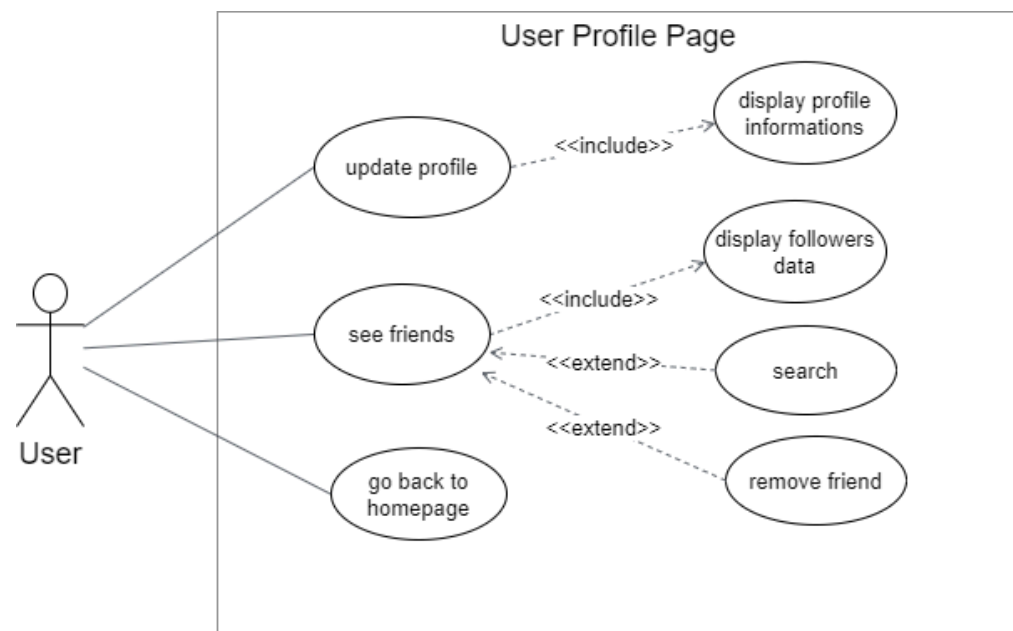 User Profile Page
display profile
informations
update profile
<<include>>
display followers
data
<<include>>
see friends
<<extend>>
search
<<extend>>
User
go back to
homepage
remove friend